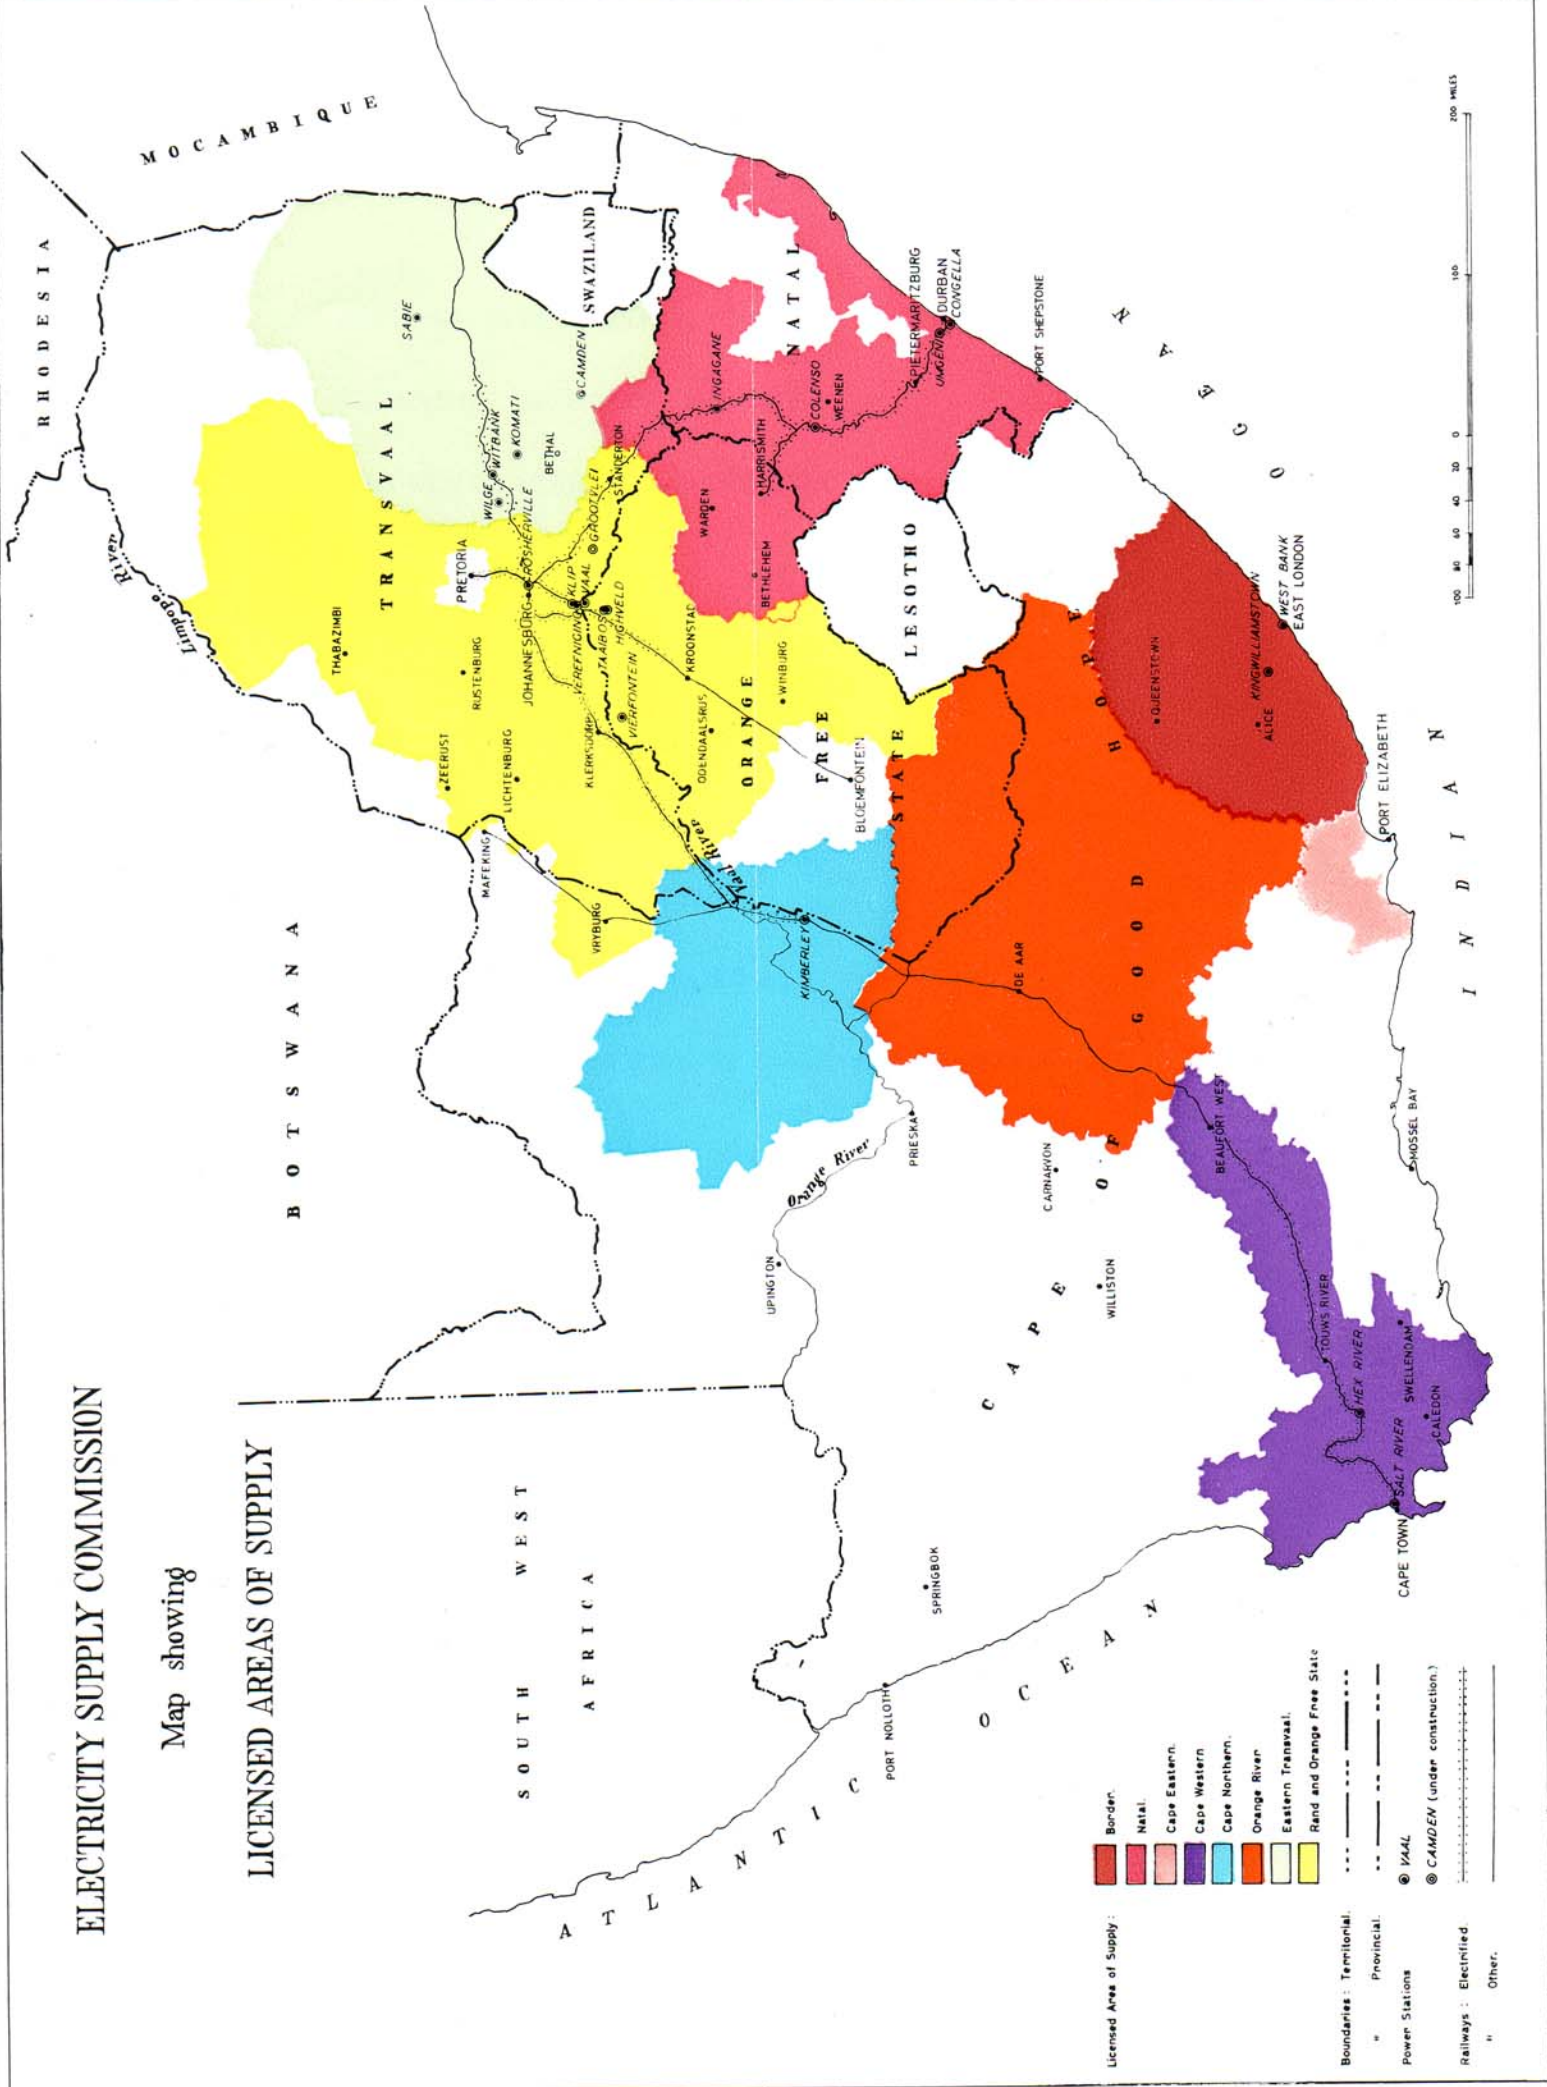 ELECTRICITY SUPPLY COMMISSION
Map showing
LICENSED AREAS OF SUPPLY
RHODESIA
MOCAMBIQUE
BOTSWANA
SOUTH WEST
AFRICA
Limpopo River
TRANSVAAL
SWAZILAND
NATAL
ORANGE
FREE
STATE
LESOTHO
CAPE OF GOOD HOPE
Vaal River
Orange River
ATLANTIC OCEAN
INDIAN OCEAN
SABIE
THABAZIMBI
PRETORIA
RUSTENBURG
ZEERUST
LICHTENBURG
MAFEKING
WILGE
WITBANK
KOMATI
BETHAL
CAMDEN
JOHANNESBURG
ROSHERVILLE
KLIP
VAAL
VEREENIGING
TAAIBOS
HIGHVELD
GROOTVLEI
STANDERTON
KLERKSDORP
VIERFONTEIN
VRYBURG
ODENDAALSRUS
KROONSTAD
WARDEN
INGAGANE
HARRISMITH
BETHLEHEM
WINBURG
COLENSO
WEENEN
KIMBERLEY
BLOEMFONTEIN
PIETERMARITZBURG
UMGENI
DURBAN
CONGELLA
PORT SHEPSTONE
UPINGTON
PRIESKA
DE AAR
CARNARVON
WILLISTON
SPRINGBOK
PORT NOLLOTH
QUEENSTOWN
KINGWILLIAMSTOWN
ALICE
WEST BANK
EAST LONDON
PORT ELIZABETH
BEAUFORT WEST
MOSSEL BAY
TOUWS RIVER
HEX RIVER
SWELLENDAM
CALEDON
SALT RIVER
CAPE TOWN
Licensed Area of Supply :
Border.
Natal.
Cape Eastern.
Cape Western
Cape Northern.
Orange River
Eastern Transvaal.
Rand and Orange Free State
Boundaries : Territorial.
" Provincial.
Power Stations VAAL
CAMDEN (under construction.)
Railways : Electrified.
" Other.
100 80 60 40 20 0 100 200 MILES